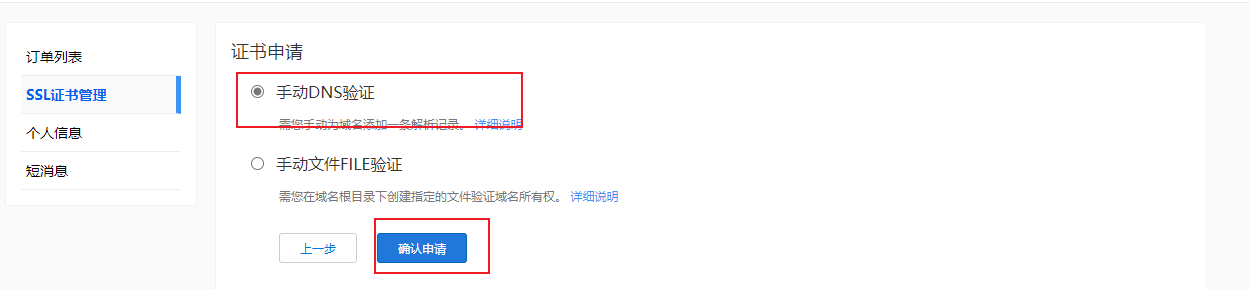 订单列表
SSL证书管理
个人信息
短消息
证书申请
手动DNS验证
需您手动为域名添加一条解析记录。 详细说明
手动文件FILE验证
需您在域名根目录下创建指定的文件验证域名所有权。 详细说明
上一步 确认申请